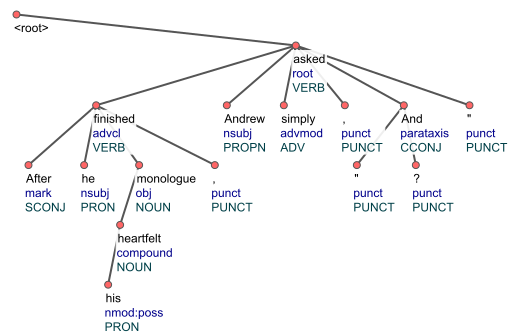 <root>
asked
root
VERB
finished
advcl
VERB
Andrew
nsubj
PROPN
simply
advmod
ADV
,
punct
PUNCT
And
parataxis
CCONJ
"
punct
PUNCT
After
mark
SCONJ
he
nsubj
PRON
monologue
obj
NOUN
,
punct
PUNCT
"
punct
PUNCT
?
punct
PUNCT
heartfelt
compound
NOUN
his
nmod:poss
PRON